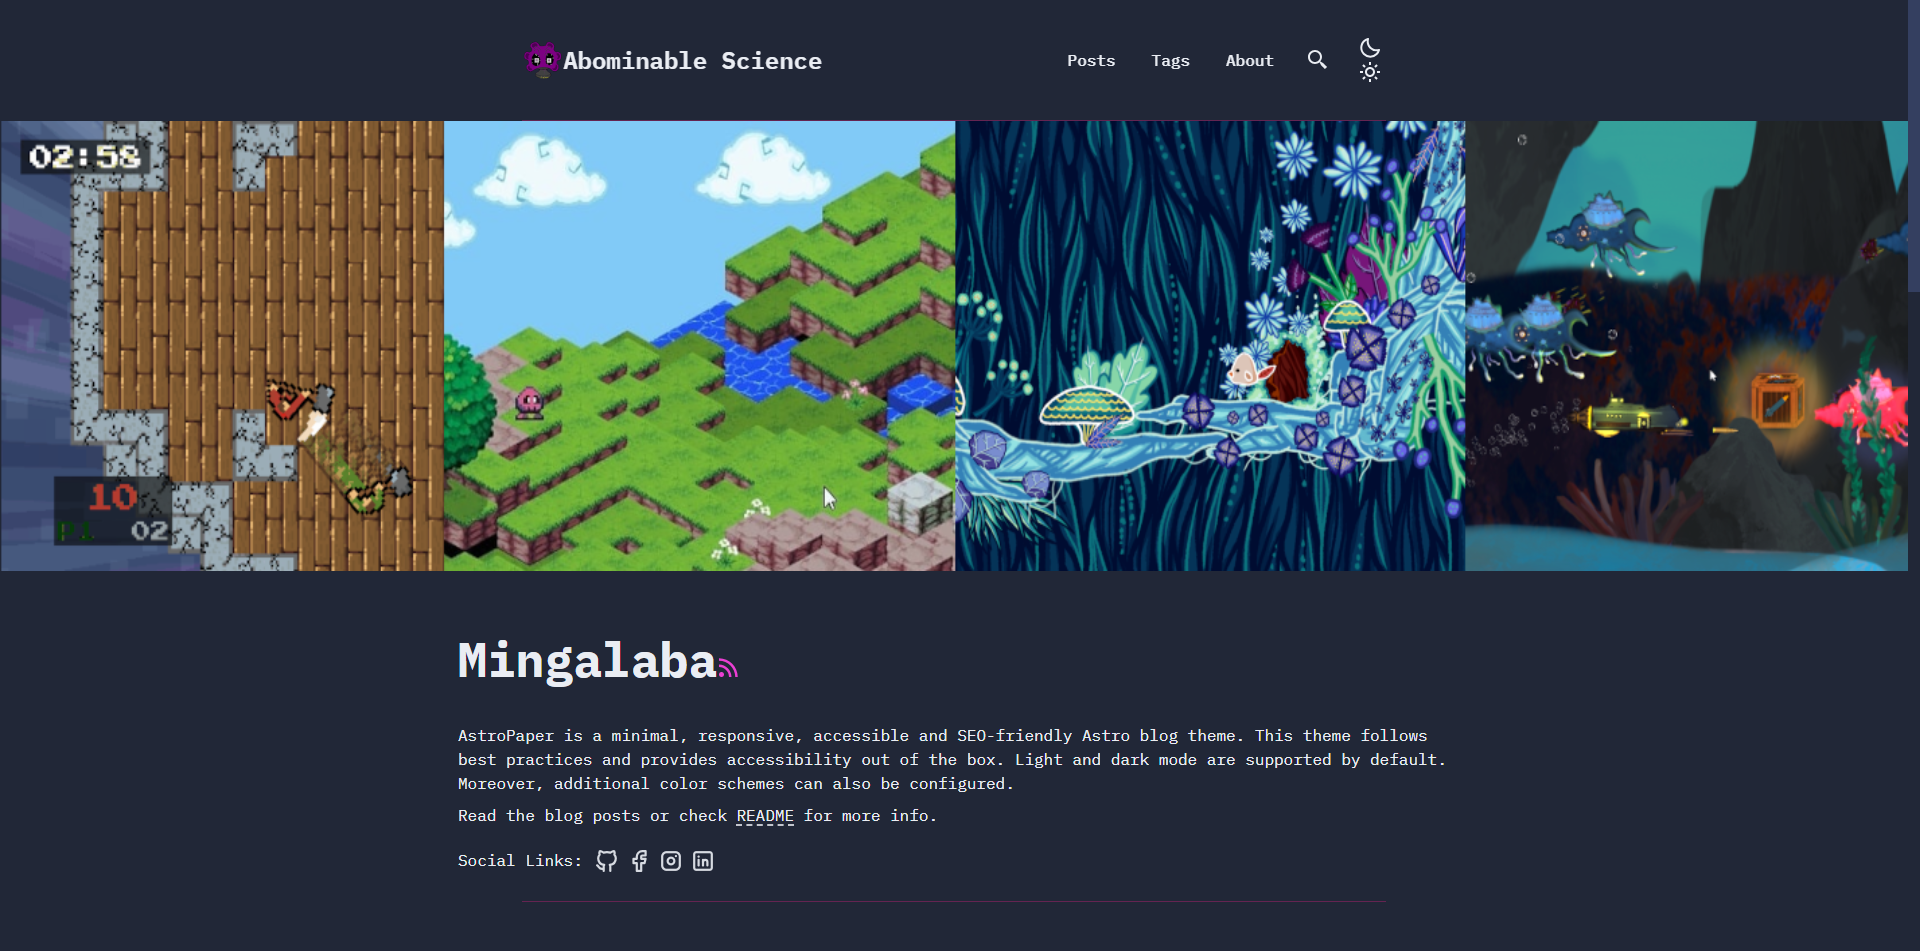 Abominable Science
Posts Tags About
02:58
10
P1 02
Mingalaba
AstroPaper is a minimal, responsive, accessible and SEO-friendly Astro blog theme. This theme follows
best practices and provides accessibility out of the box. Light and dark mode are supported by default.
Moreover, additional color schemes can also be configured.
Read the blog posts or check README for more info.
Social Links: